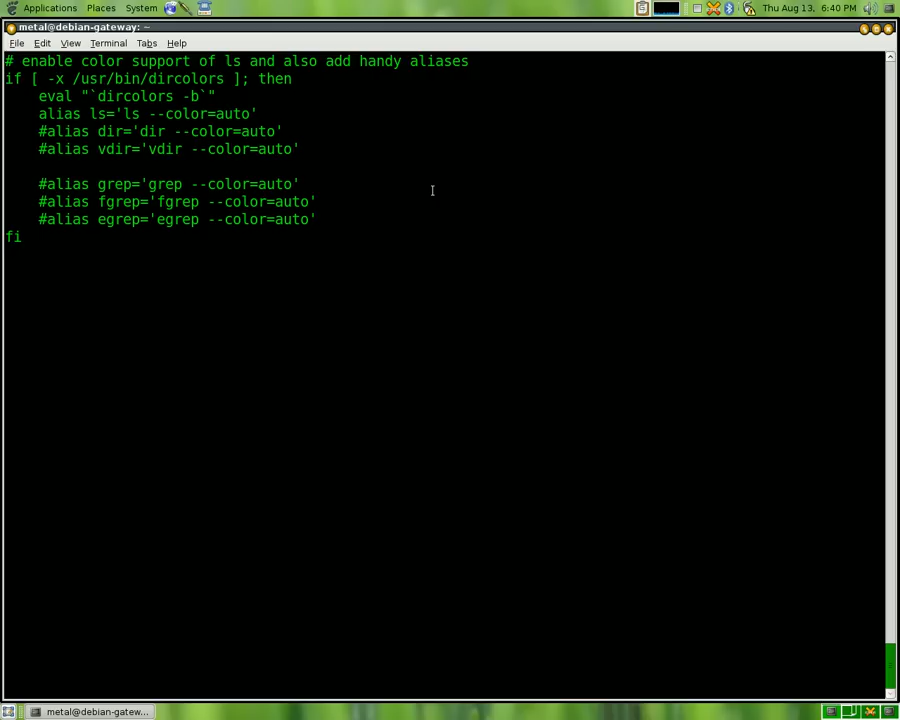 Applications Places System Thu Aug 13, 6:40 PM
metal@debian-gateway: ~
File Edit View Terminal Tabs Help
# enable color support of ls and also add handy aliases
if [ -x /usr/bin/dircolors ]; then
    eval "`dircolors -b`"
    alias ls='ls --color=auto'
    #alias dir='dir --color=auto'
    #alias vdir='vdir --color=auto'

    #alias grep='grep --color=auto'
    #alias fgrep='fgrep --color=auto'
    #alias egrep='egrep --color=auto'
fi
metal@debian-gatew...